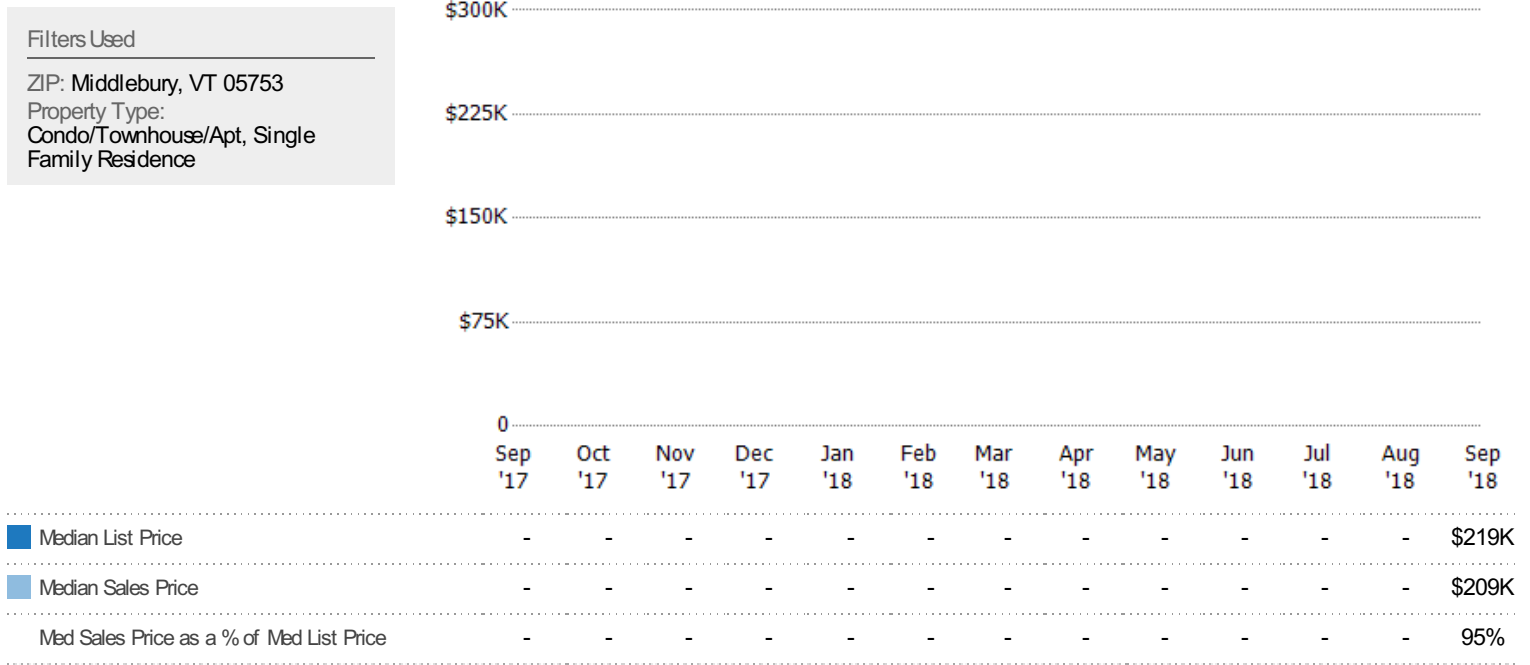 Filters Used
ZIP: Middlebury, VT 05753
Property Type:
Condo/Townhouse/Apt, Single
Family Residence
$300K
$225K
$150K
$75K
0
Sep Oct Nov Dec Jan Feb Mar Apr May Jun Jul Aug Sep
'17 '17 '17 '17 '18 '18 '18 '18 '18 '18 '18 '18 '18
Median List Price - - - - - - - - - - - - $219K
Median Sales Price - - - - - - - - - - - - $209K
Med Sales Price as a % of Med List Price - - - - - - - - - - - - 95%